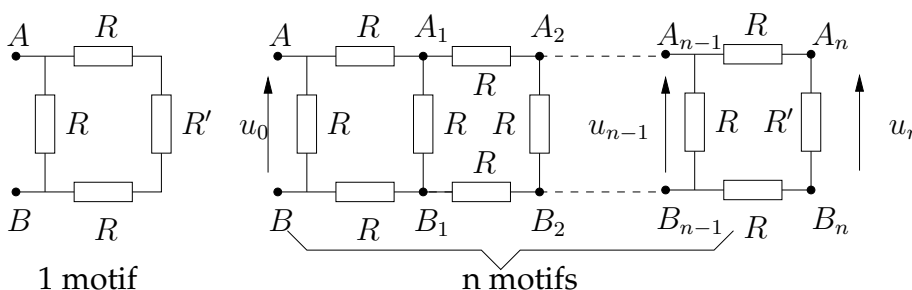 A R
R R'
B R
1 motif
A R A₁ A₂
R
u₀ R R R
R
B R B₁ B₂
n motifs
Aₙ₋₁ R Aₙ
uₙ₋₁ R R' uₙ
Bₙ₋₁ R Bₙ